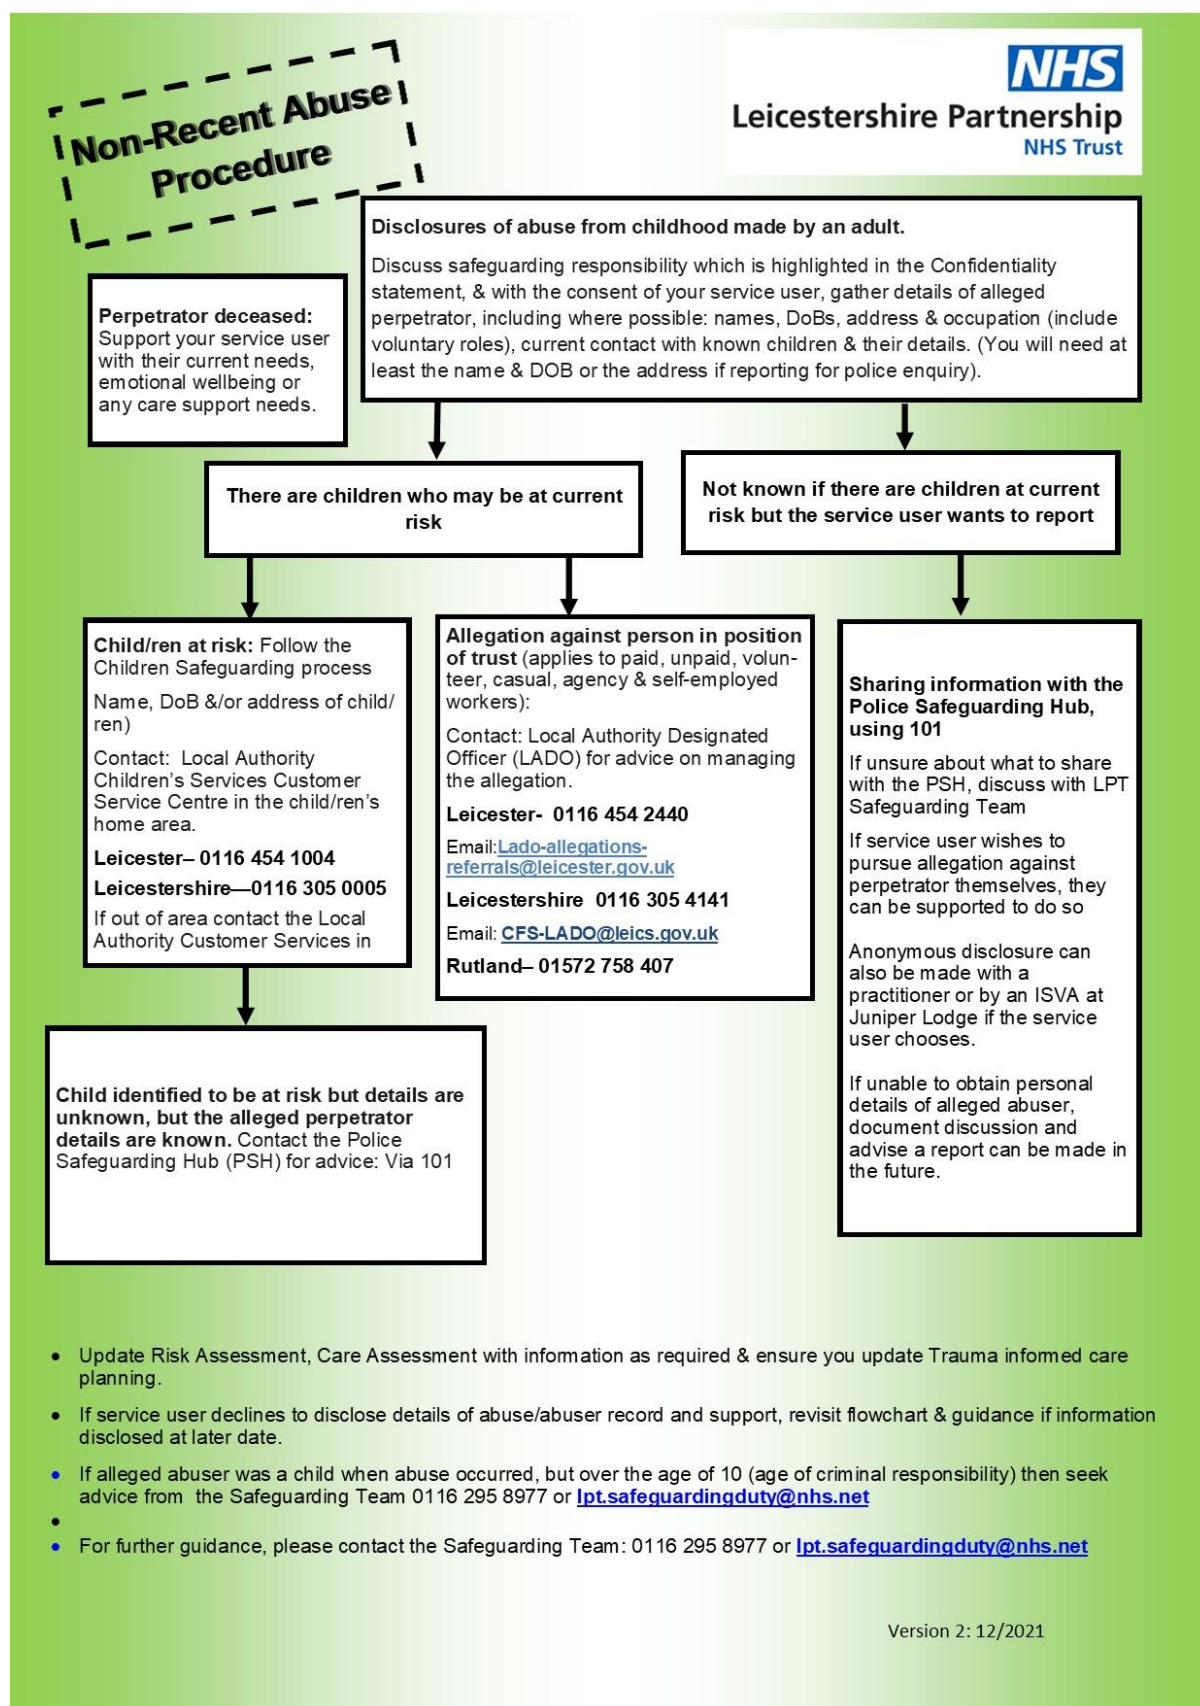 Non-Recent Abuse
Procedure
NHS
Leicestershire Partnership
NHS Trust
Disclosures of abuse from childhood made by an adult.
Discuss safeguarding responsibility which is highlighted in the Confidentiality
statement, & with the consent of your service user, gather details of alleged
perpetrator, including where possible: names, DoBs, address & occupation (include
voluntary roles), current contact with known children & their details. (You will need at
least the name & DOB or the address if reporting for police enquiry).
Perpetrator deceased:
Support your service user
with their current needs,
emotional wellbeing or
any care support needs.
There are children who may be at current
risk
Not known if there are children at current
risk but the service user wants to report
Child/ren at risk: Follow the
Children Safeguarding process
Name, DoB &/or address of child/
ren)
Contact:  Local Authority
Children's Services Customer
Service Centre in the child/ren's
home area.
Leicester– 0116 454 1004
Leicestershire—0116 305 0005
If out of area contact the Local
Authority Customer Services in
Allegation against person in position
of trust (applies to paid, unpaid, volun-
teer, casual, agency & self-employed
workers):
Contact: Local Authority Designated
Officer (LADO) for advice on managing
the allegation.
Leicester-  0116 454 2440
Email:Lado-allegations-
referrals@leicester.gov.uk
Leicestershire  0116 305 4141
Email: CFS-LADO@leics.gov.uk
Rutland– 01572 758 407
Sharing information with the
Police Safeguarding Hub,
using 101
If unsure about what to share
with the PSH, discuss with LPT
Safeguarding Team
If service user wishes to
pursue allegation against
perpetrator themselves, they
can be supported to do so
Anonymous disclosure can
also be made with a
practitioner or by an ISVA at
Juniper Lodge if the service
user chooses.
If unable to obtain personal
details of alleged abuser,
document discussion and
advise a report can be made in
the future.
Child identified to be at risk but details are
unknown, but the alleged perpetrator
details are known. Contact the Police
Safeguarding Hub (PSH) for advice: Via 101
• Update Risk Assessment, Care Assessment with information as required & ensure you update Trauma informed care
planning.
• If service user declines to disclose details of abuse/abuser record and support, revisit flowchart & guidance if information
disclosed at later date.
• If alleged abuser was a child when abuse occurred, but over the age of 10 (age of criminal responsibility) then seek
advice from  the Safeguarding Team 0116 295 8977 or lpt.safeguardingduty@nhs.net
•
• For further guidance, please contact the Safeguarding Team: 0116 295 8977 or lpt.safeguardingduty@nhs.net
Version 2: 12/2021